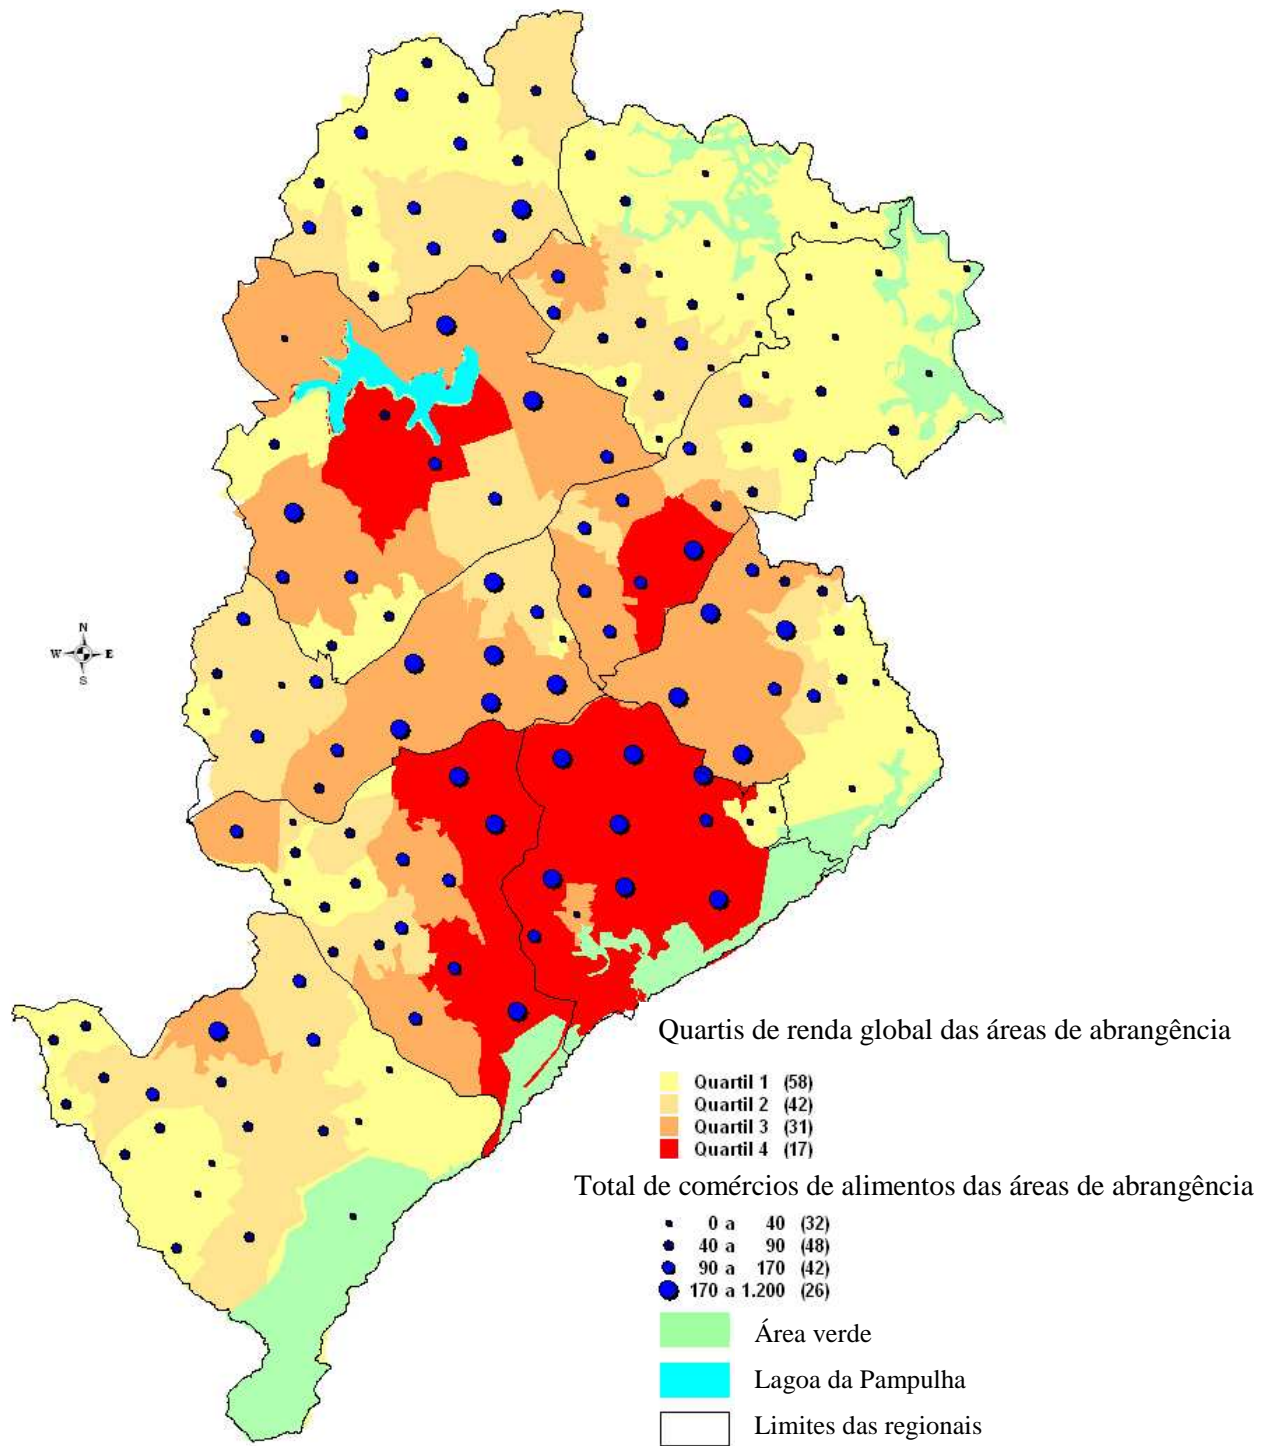 N
W E
S
Quartis de renda global das áreas de abrangência
Quartil 1 (58)
Quartil 2 (42)
Quartil 3 (31)
Quartil 4 (17)
Total de comércios de alimentos das áreas de abrangência
0 a 40 (32)
40 a 90 (48)
90 a 170 (42)
170 a 1.200 (26)
Área verde
Lagoa da Pampulha
Limites das regionais